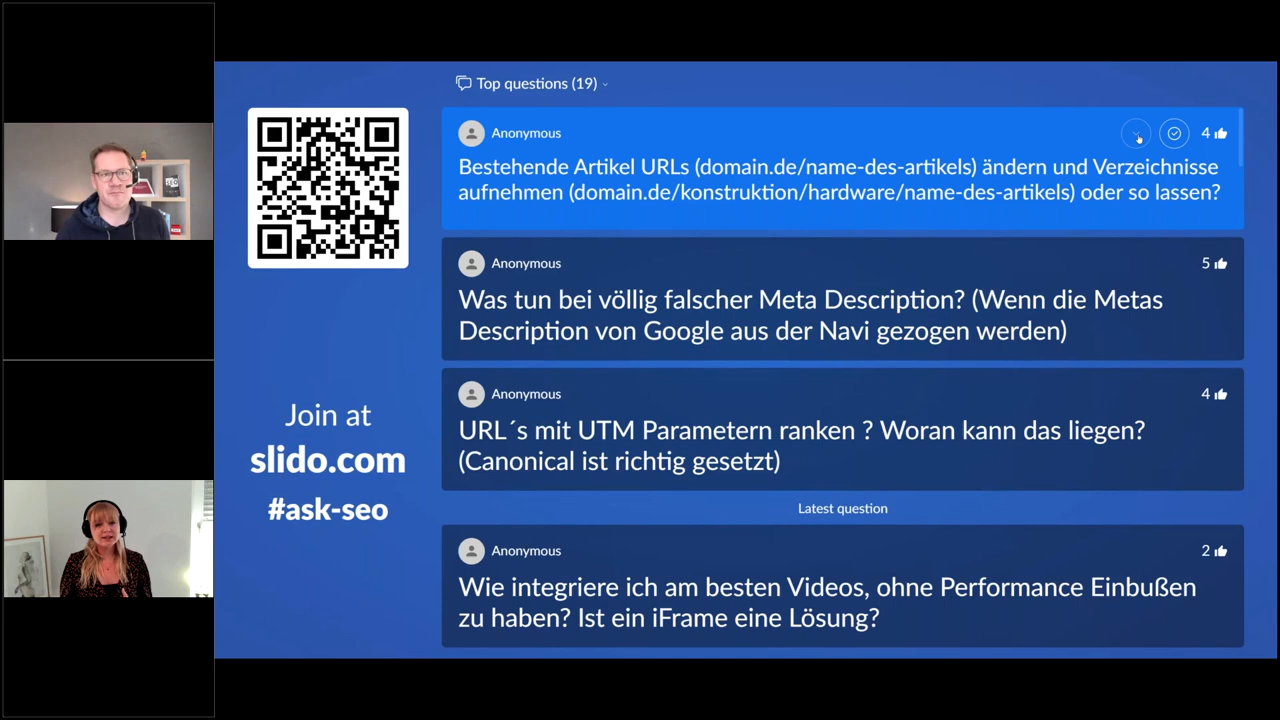 Top questions (19)
Anonymous
4
Bestehende Artikel URLs (domain.de/name-des-artikels) ändern und Verzeichnisse
aufnehmen (domain.de/konstruktion/hardware/name-des-artikels) oder so lassen?
Anonymous
5
Was tun bei völlig falscher Meta Description? (Wenn die Metas
Description von Google aus der Navi gezogen werden)
Anonymous
4
URL´s mit UTM Parametern ranken ? Woran kann das liegen?
(Canonical ist richtig gesetzt)
Latest question
Anonymous
2
Wie integriere ich am besten Videos, ohne Performance Einbußen
zu haben? Ist ein iFrame eine Lösung?
Join at
slido.com
#ask-seo